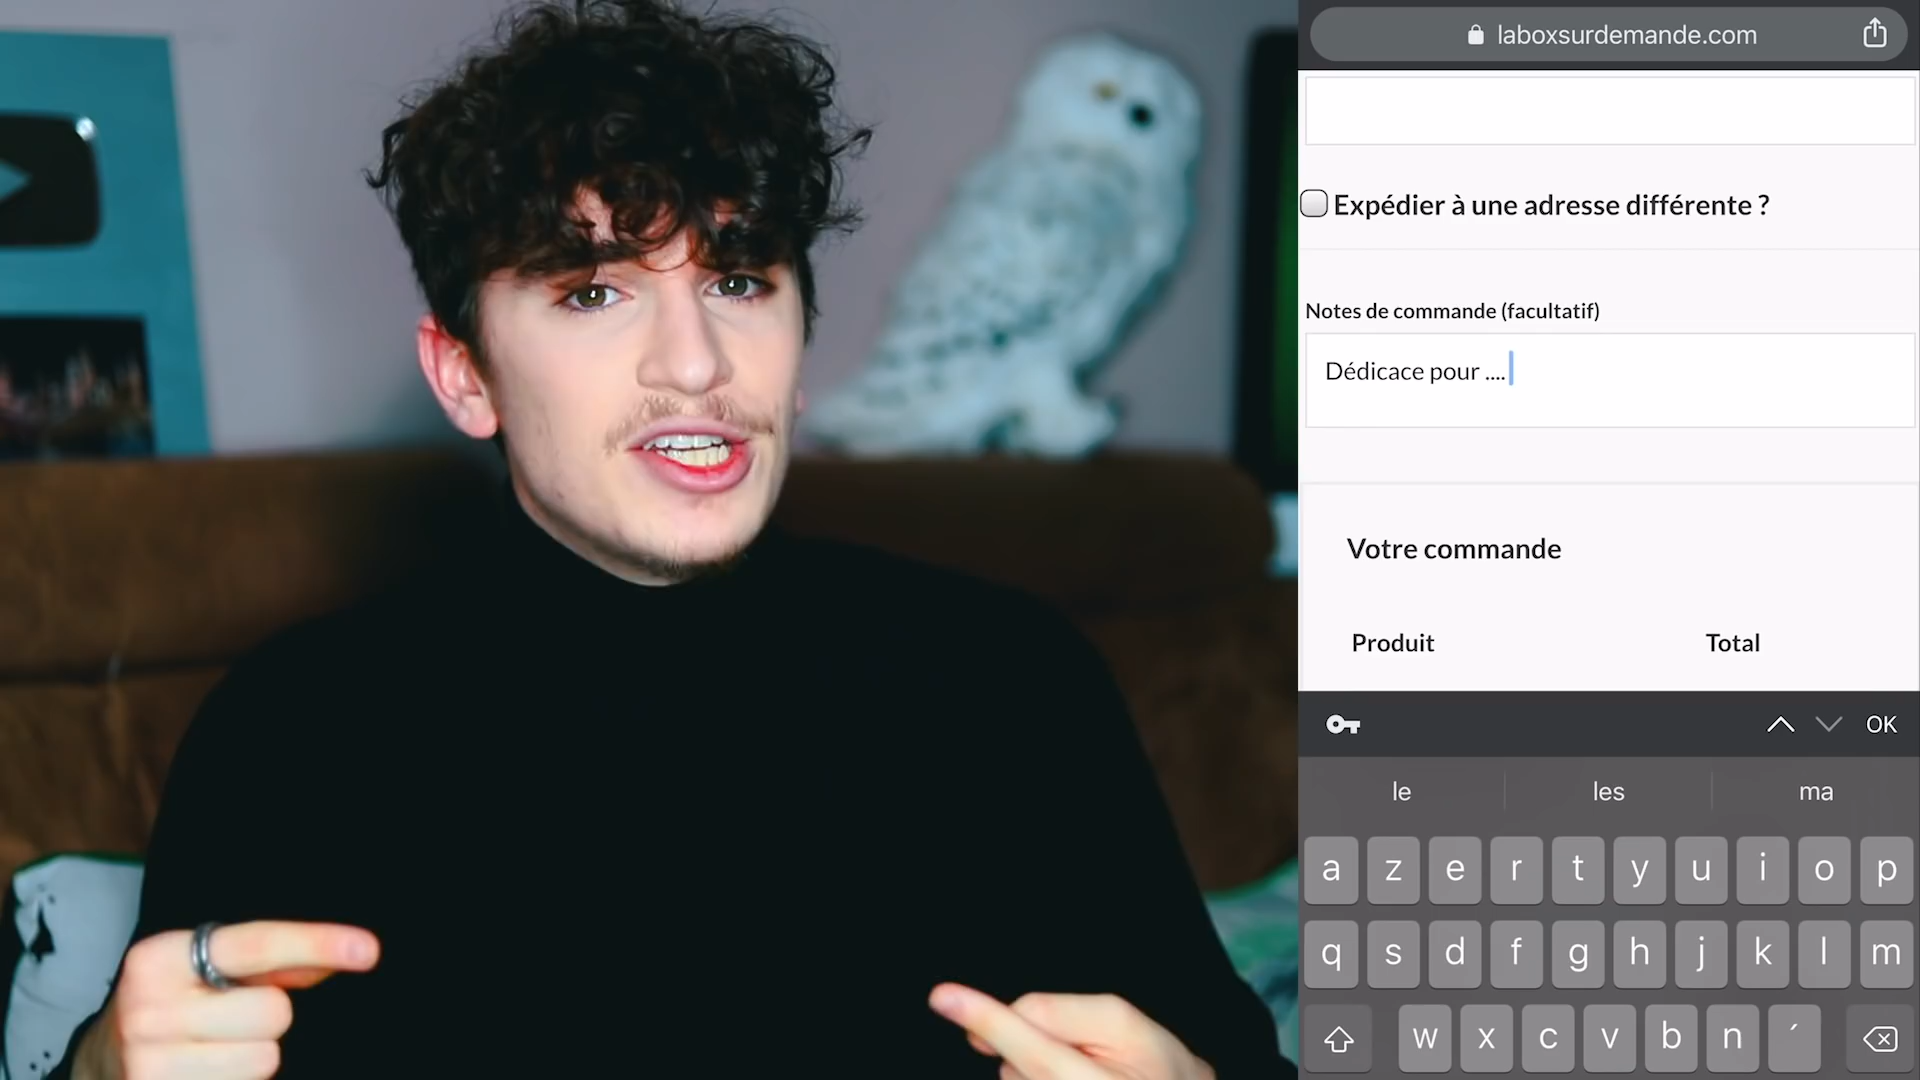 laboxsurdemande.com
Expédier à une adresse différente ?
Notes de commande (facultatif)
Dédicace pour ....
Votre commande
Produit Total
OK
le les ma
a z e r t y u i o p
q s d f g h j k l m
w x c v b n ´